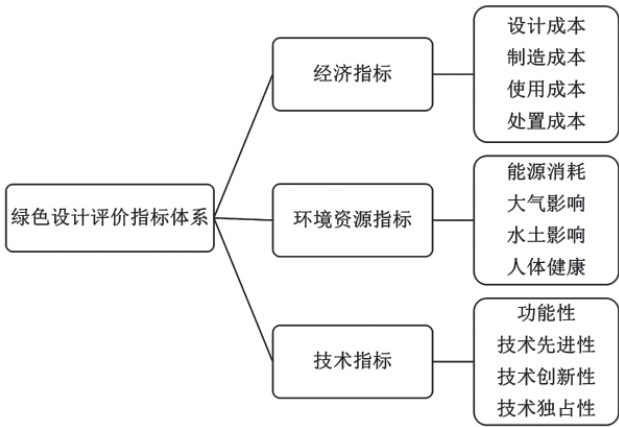 绿色设计评价指标体系
经济指标
设计成本
制造成本
使用成本
处置成本
环境资源指标
能源消耗
大气影响
水土影响
人体健康
技术指标
功能性
技术先进性
技术创新性
技术独占性